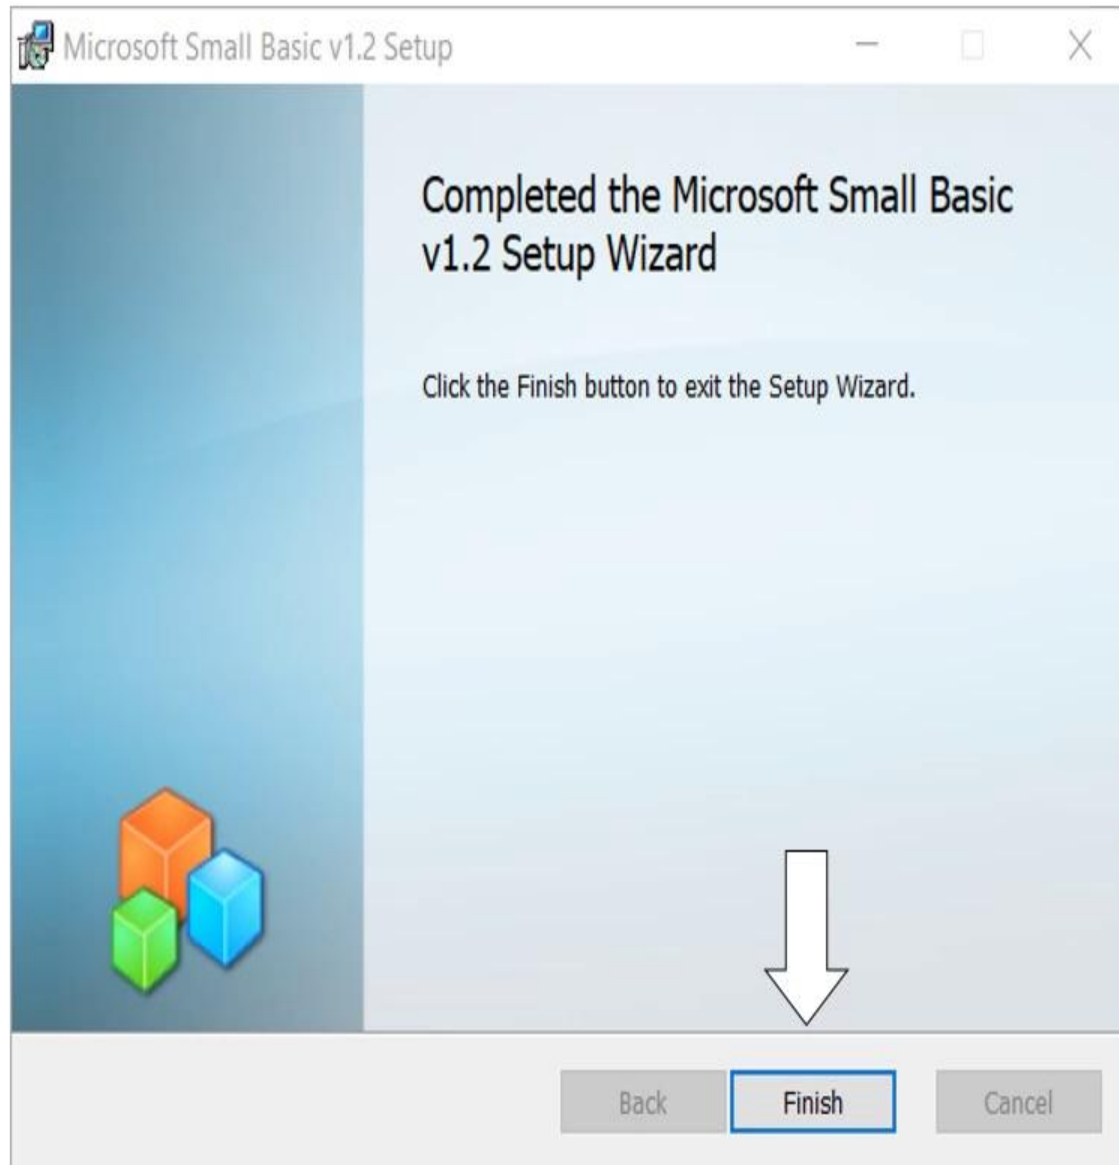 Microsoft Small Basic v1.2 Setup
Completed the Microsoft Small Basic
v1.2 Setup Wizard
Click the Finish button to exit the Setup Wizard.
Back
Finish
Cancel